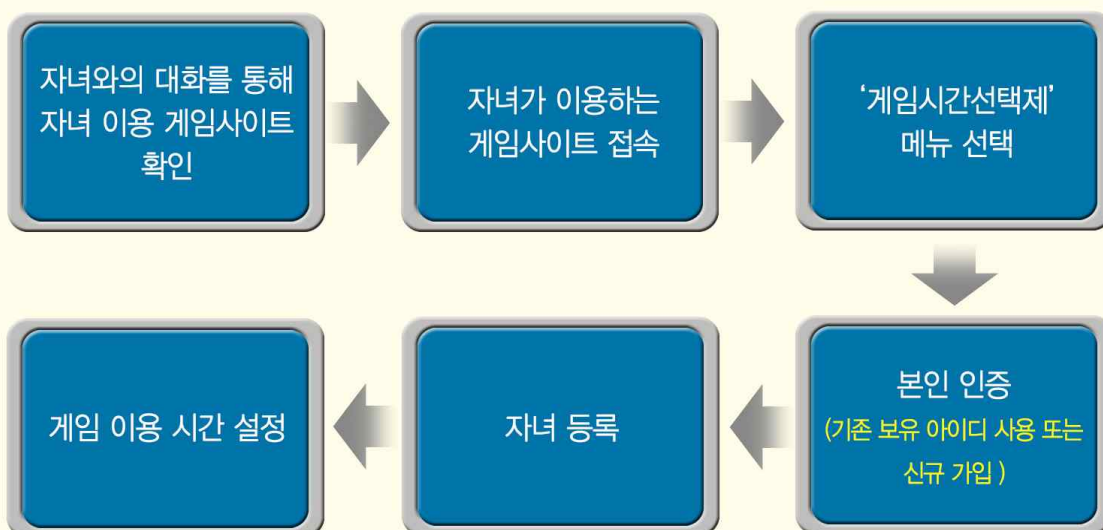 자녀와의 대화를 통해
자녀 이용 게임사이트
확인
자녀가 이용하는
게임사이트 접속
‘게임시간선택제’
메뉴 선택
본인 인증
(기존 보유 아이디 사용 또는
신규 가입 )
자녀 등록
게임 이용 시간 설정